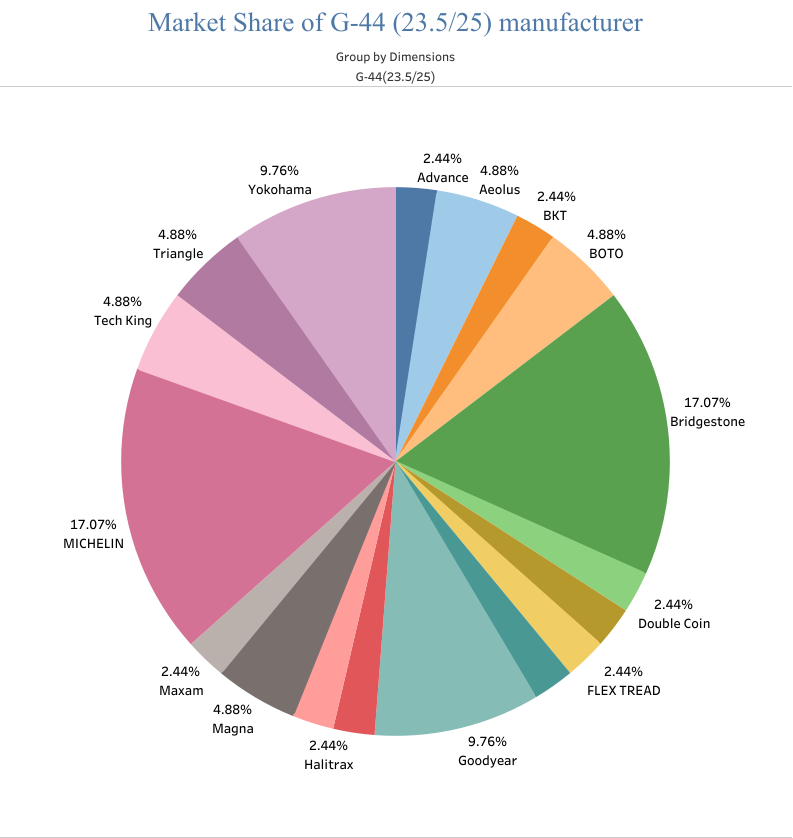 Market Share of G-44 (23.5/25) manufacturer
Group by Dimensions
G-44(23.5/25)
2.44%
Advance
4.88%
Aeolus
2.44%
BKT
4.88%
BOTO
17.07%
Bridgestone
2.44%
Double Coin
2.44%
FLEX TREAD
9.76%
Goodyear
2.44%
Halitrax
4.88%
Magna
2.44%
Maxam
17.07%
MICHELIN
4.88%
Tech King
4.88%
Triangle
9.76%
Yokohama